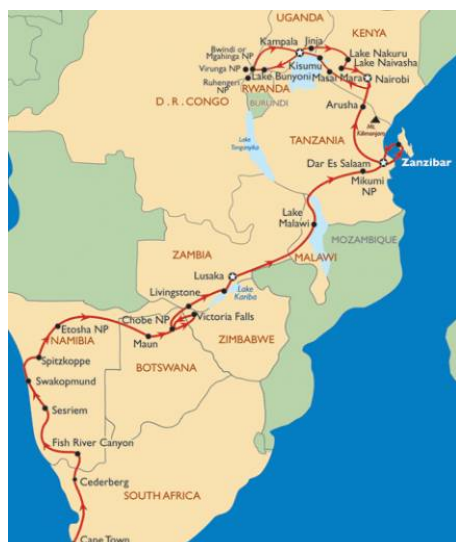 UGANDA
KENYA
Kampala
Jinja
Bwindi or
Mgahinga NP
Lake Nakuru
Lake Naivasha
Virunga NP
Kisumu
Ruhengeri
NP
Lake Bunyoni
Masai Mara
Nairobi
RWANDA
D.R.CONGO
BURUNDI
Arusha
Mt.
Kilimanjaro
Lake
Tanganyika
TANZANIA
Zanzibar
Dar Es Salaam
Mikumi
NP
Lake
Malawi
MOZAMBIQUE
ZAMBIA
MALAWI
Lusaka
Livingstone
Lake
Kariba
Chobe NP
Victoria Falls
Etosha NP
NAMIBIA
Maun
ZIMBABWE
Spitzkoppe
BOTSWANA
Swakopmund
Sesriem
Fish River Canyon
Cederberg
SOUTH AFRICA
Cape Town